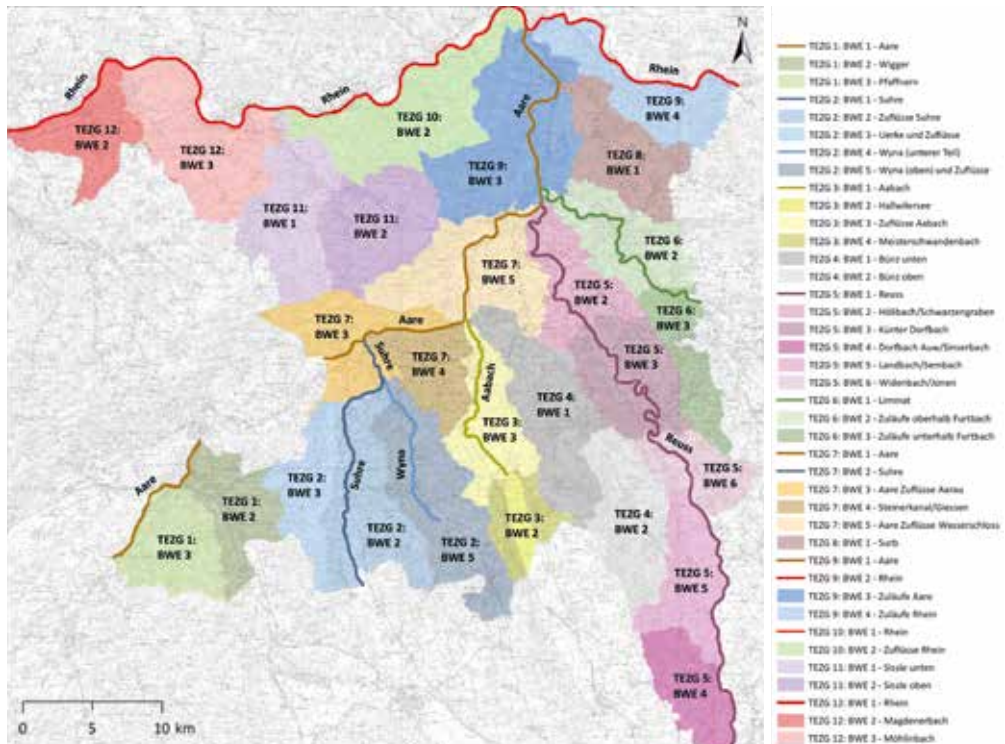 N
Rhein
Rhein
Rhein
Aare
TEZG 12:
BWE 2
TEZG 12:
BWE 3
TEZG 10:
BWE 2
TEZG 9:
BWE 4
TEZG 9:
BWE 3
TEZG 8:
BWE 1
TEZG 11:
BWE 1
TEZG 11:
BWE 2
TEZG 6:
BWE 2
TEZG 7:
BWE 5
TEZG 5:
BWE 2
TEZG 6:
BWE 3
TEZG 7:
BWE 3
Aare
Suhre
TEZG 7:
BWE 4
Aabach
TEZG 5:
BWE 3
TEZG 4:
BWE 1
TEZG 3:
BWE 3
Reuss
Aare
TEZG 2:
BWE 3
Suhre
Wyna
TEZG 5:
BWE 6
TEZG 1:
BWE 2
TEZG 1:
BWE 3
TEZG 2:
BWE 2
TEZG 2:
BWE 5
TEZG 3:
BWE 2
TEZG 4:
BWE 2
TEZG 5:
BWE 5
TEZG 5:
BWE 4
0 5 10 km
TEZG 1: BWE 1 - Aare
TEZG 1: BWE 2 - Wigger
TEZG 1: BWE 3 - Pfaffnern
TEZG 2: BWE 1 - Suhre
TEZG 2: BWE 2 - Zuflüsse Suhre
TEZG 2: BWE 3 - Uerke und Zuflüsse
TEZG 2: BWE 4 - Wyna (unterer Teil)
TEZG 2: BWE 5 - Wyna (oben) und Zuflüsse
TEZG 3: BWE 1 - Aabach
TEZG 3: BWE 2 - Hallwilersee
TEZG 3: BWE 3 - Zuflüsse Aabach
TEZG 3: BWE 4 - Meisterschwandenbach
TEZG 4: BWE 1 - Bünz unten
TEZG 4: BWE 2 - Bünz oben
TEZG 5: BWE 1 - Reuss
TEZG 5: BWE 2 - Hölibach/Schwarzengraben
TEZG 5: BWE 3 - Künter Dorfbach
TEZG 5: BWE 4 - Dorfbach Auw/Sinserbach
TEZG 5: BWE 5 - Landbach/Sembach
TEZG 5: BWE 6 - Widenbach/Jonen
TEZG 6: BWE 1 - Limmat
TEZG 6: BWE 2 - Zuläufe oberhalb Furtbach
TEZG 6: BWE 3 - Zuläufe unterhalb Furtbach
TEZG 7: BWE 1 - Aare
TEZG 7: BWE 2 - Suhre
TEZG 7: BWE 3 - Aare Zuflüsse Aarau
TEZG 7: BWE 4 - Steinerkanal/Giessen
TEZG 7: BWE 5 - Aare Zuflüsse Wasserschloss
TEZG 8: BWE 1 - Surb
TEZG 9: BWE 1 - Aare
TEZG 9: BWE 2 - Rhein
TEZG 9: BWE 3 - Zuläufe Aare
TEZG 9: BWE 4 - Zuläufe Rhein
TEZG 10: BWE 1 - Rhein
TEZG 10: BWE 2 - Zuflüsse Rhein
TEZG 11: BWE 1 - Sissle unten
TEZG 11: BWE 2 - Sissle oben
TEZG 12: BWE 1 - Rhein
TEZG 12: BWE 2 - Magdenerbach
TEZG 12: BWE 3 - Möhlinbach